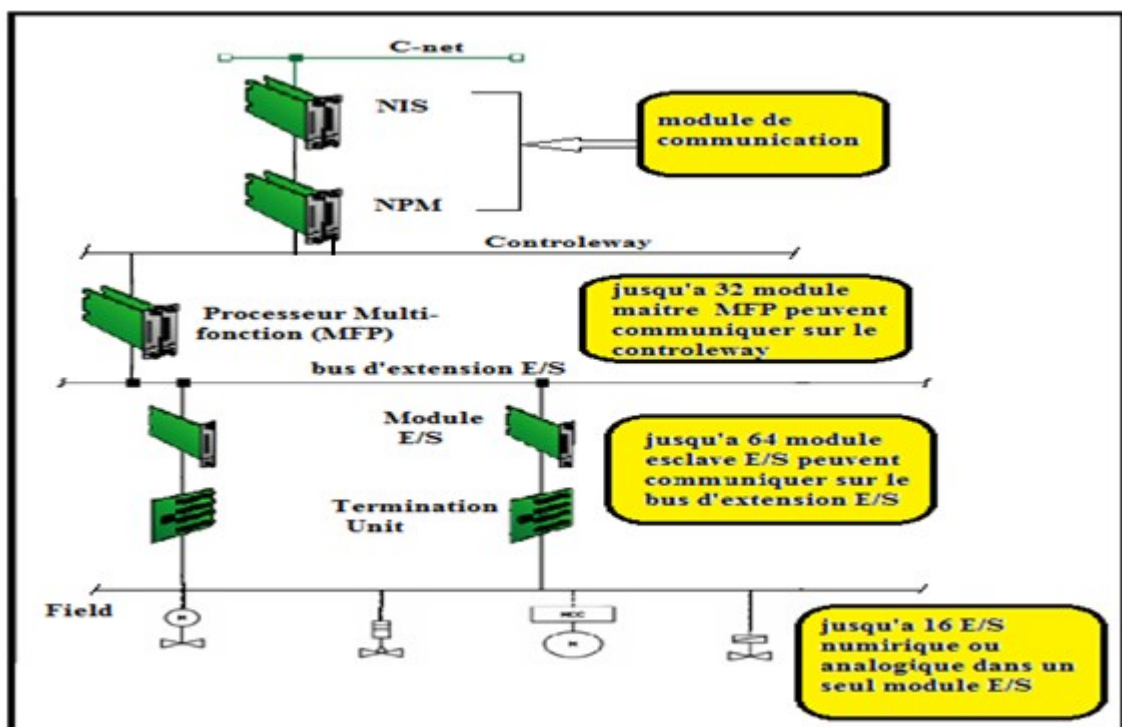 C-net
NIS
module de
communication
NPM
Controleway
jusqu'a 32 module
maitre MFP peuvent
communiquer sur le
controleway
Processeur Multi-
fonction (MFP)
bus d'extension E/S
Module
E/S
jusqu'a 64 module
esclave E/S peuvent
communiquer sur le
bus d'extension E/S
Termination
Unit
Field
M
MCC
M
jusqu'a 16 E/S
numirique ou
analogique dans un
seul module E/S